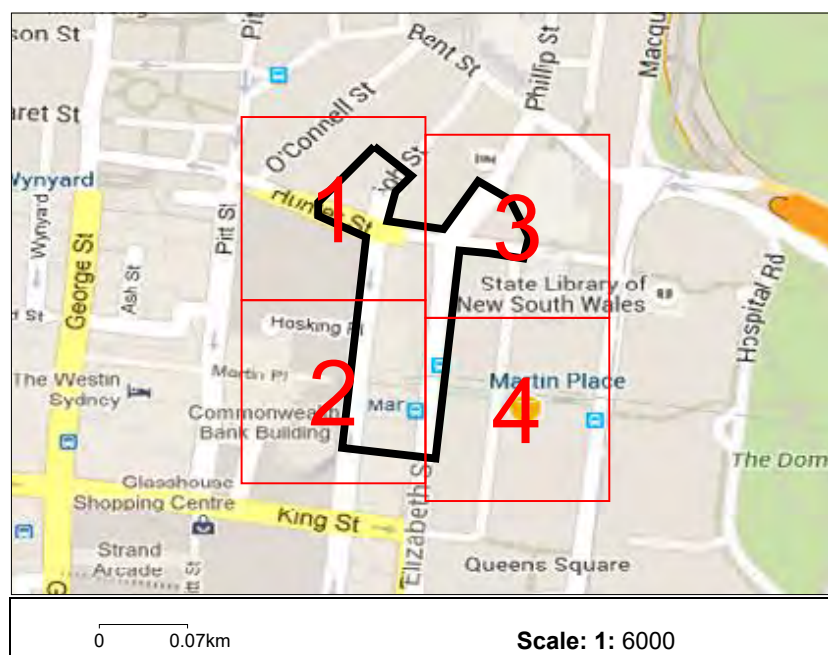 son St
Pit
Bent St
Phillip St
Macqu
aret St
O'Connell St
Wynyard
Hunter St
1
3
Wynyard
George St
Pitt St
Ash St
State Library of
New South Wales
Hospital Rd
d St
Hosking Pl
The Westin
Sydney
Martin Pl
2
Mar
Martin Place
4
Commonwealth
Bank Building
The Dom
Glasshouse
Shopping Centre
King St
Elizabeth S
Strand
Arcade
tt St
Queens Square
G
0 0.07km
Scale: 1: 6000